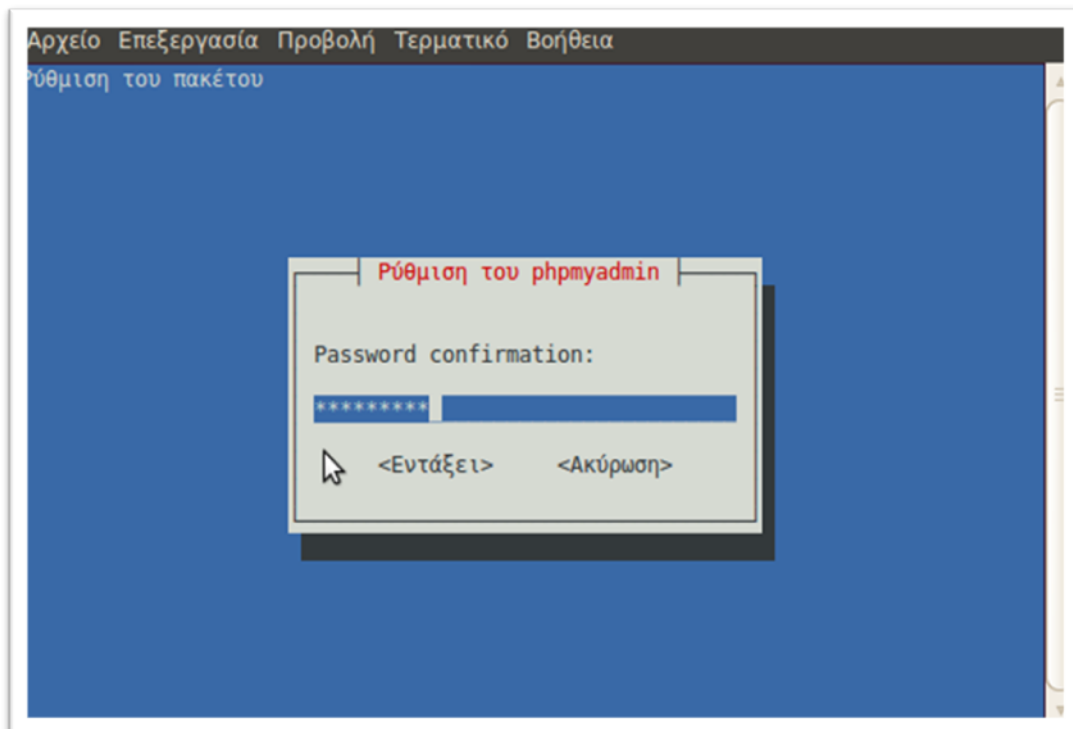 Αρχείο Επεξεργασία Προβολή Τερματικό Βοήθεια
Ρύθμιση του πακέτου
Ρύθμιση του phpmyadmin
Password confirmation:
*********
<Εντάξει> <Ακύρωση>